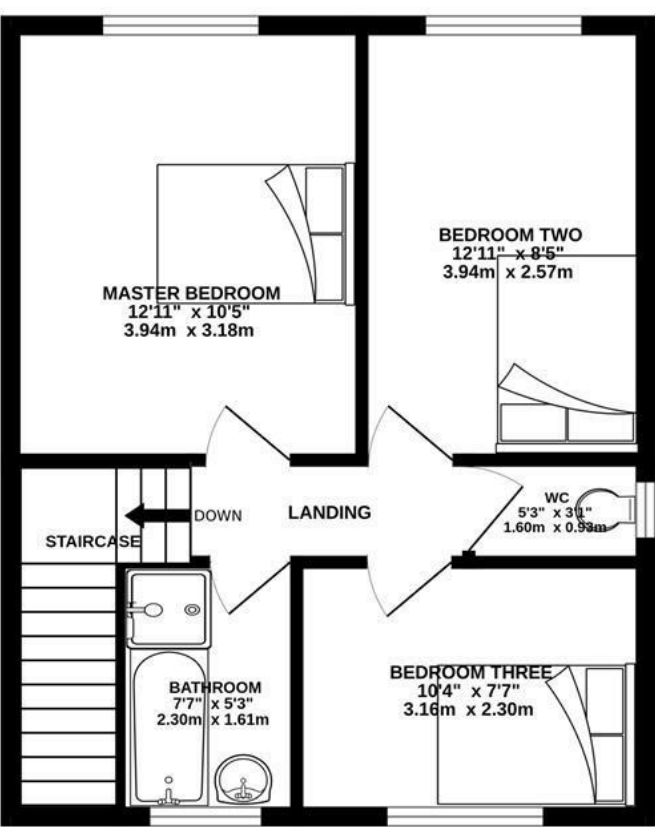 BEDROOM TWO
12'11" x 8'5"
3.94m x 2.57m
MASTER BEDROOM
12'11" x 10'5"
3.94m x 3.18m
WC
5'3" x 3'1"
1.60m x 0.93m
DOWN
LANDING
STAIRCASE
BEDROOM THREE
10'4" x 7'7"
3.16m x 2.30m
BATHROOM
7'7" x 5'3"
2.30m x 1.61m